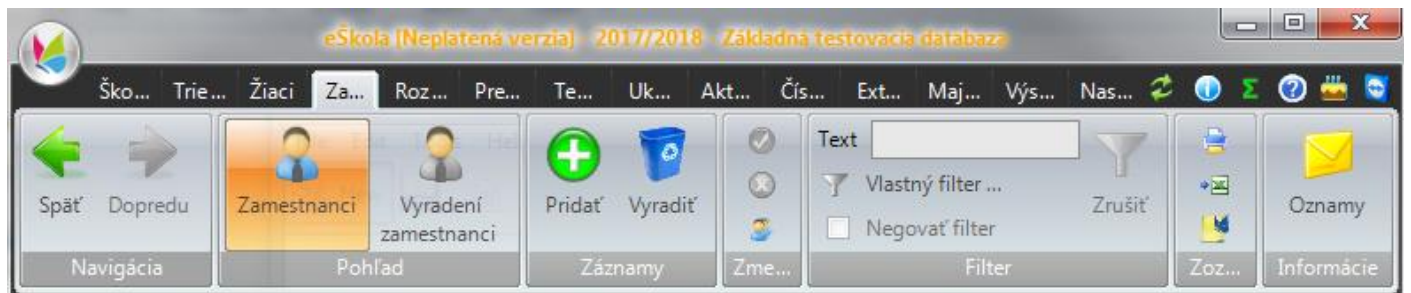 eŠkola [Neplatená verzia] - 2017/2018 - Základná testovacia databaza
Ško... Trie... Žiaci Za... Roz... Pre... Te... Uk... Akt... Čís... Ext... Maj... Výs... Nas...
Späť Dopredu Zamestnanci Vyradení zamestnanci Pridať Vyradiť Text Zrušiť Oznamy
Vlastný filter ...
Negovať filter
Navigácia Pohľad Záznamy Zme... Filter Zoz... Informácie